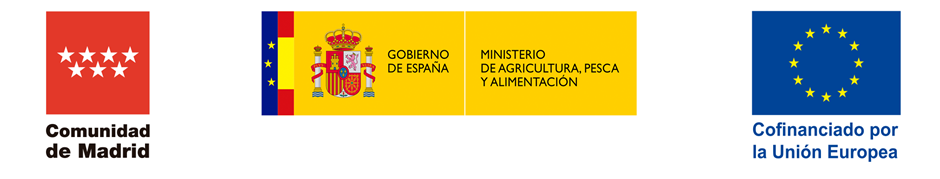 Comunidad
de Madrid
GOBIERNO
DE ESPAÑA
MINISTERIO
DE AGRICULTURA, PESCA
Y ALIMENTACIÓN
Cofinanciado por
la Unión Europea